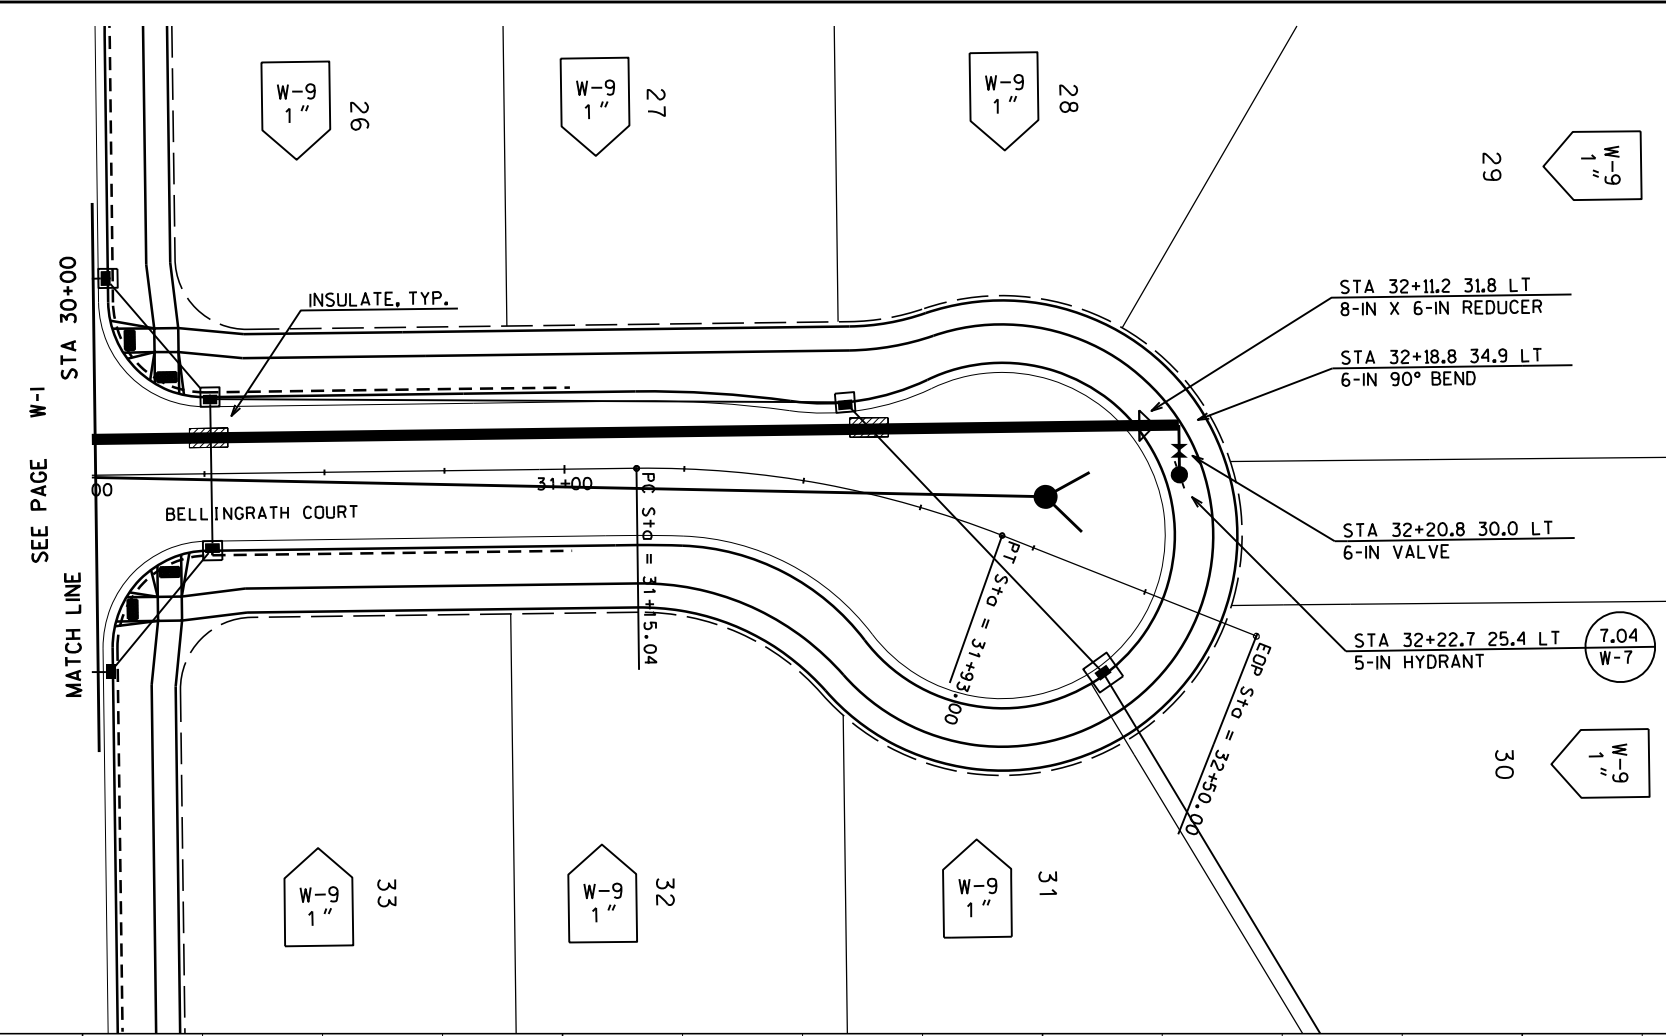 W-9
1"
26
W-9
1"
27
W-9
1"
28
29
W-9
1"
STA 30+00
INSULATE, TYP.
STA 32+11.2 31.8 LT
8-IN X 6-IN REDUCER
STA 32+18.8 34.9 LT
6-IN 90° BEND
SEE PAGE W-1
00
31+00
BELLINGRATH COURT
PC Sta = 31+15.04
PT Sta = 31+93.00
STA 32+20.8 30.0 LT
6-IN VALVE
MATCH LINE
EOP Sta = 32+50.00
STA 32+22.7 25.4 LT
5-IN HYDRANT
7.04
W-7
30
W-9
1"
W-9
1"
33
W-9
1"
32
W-9
1"
31